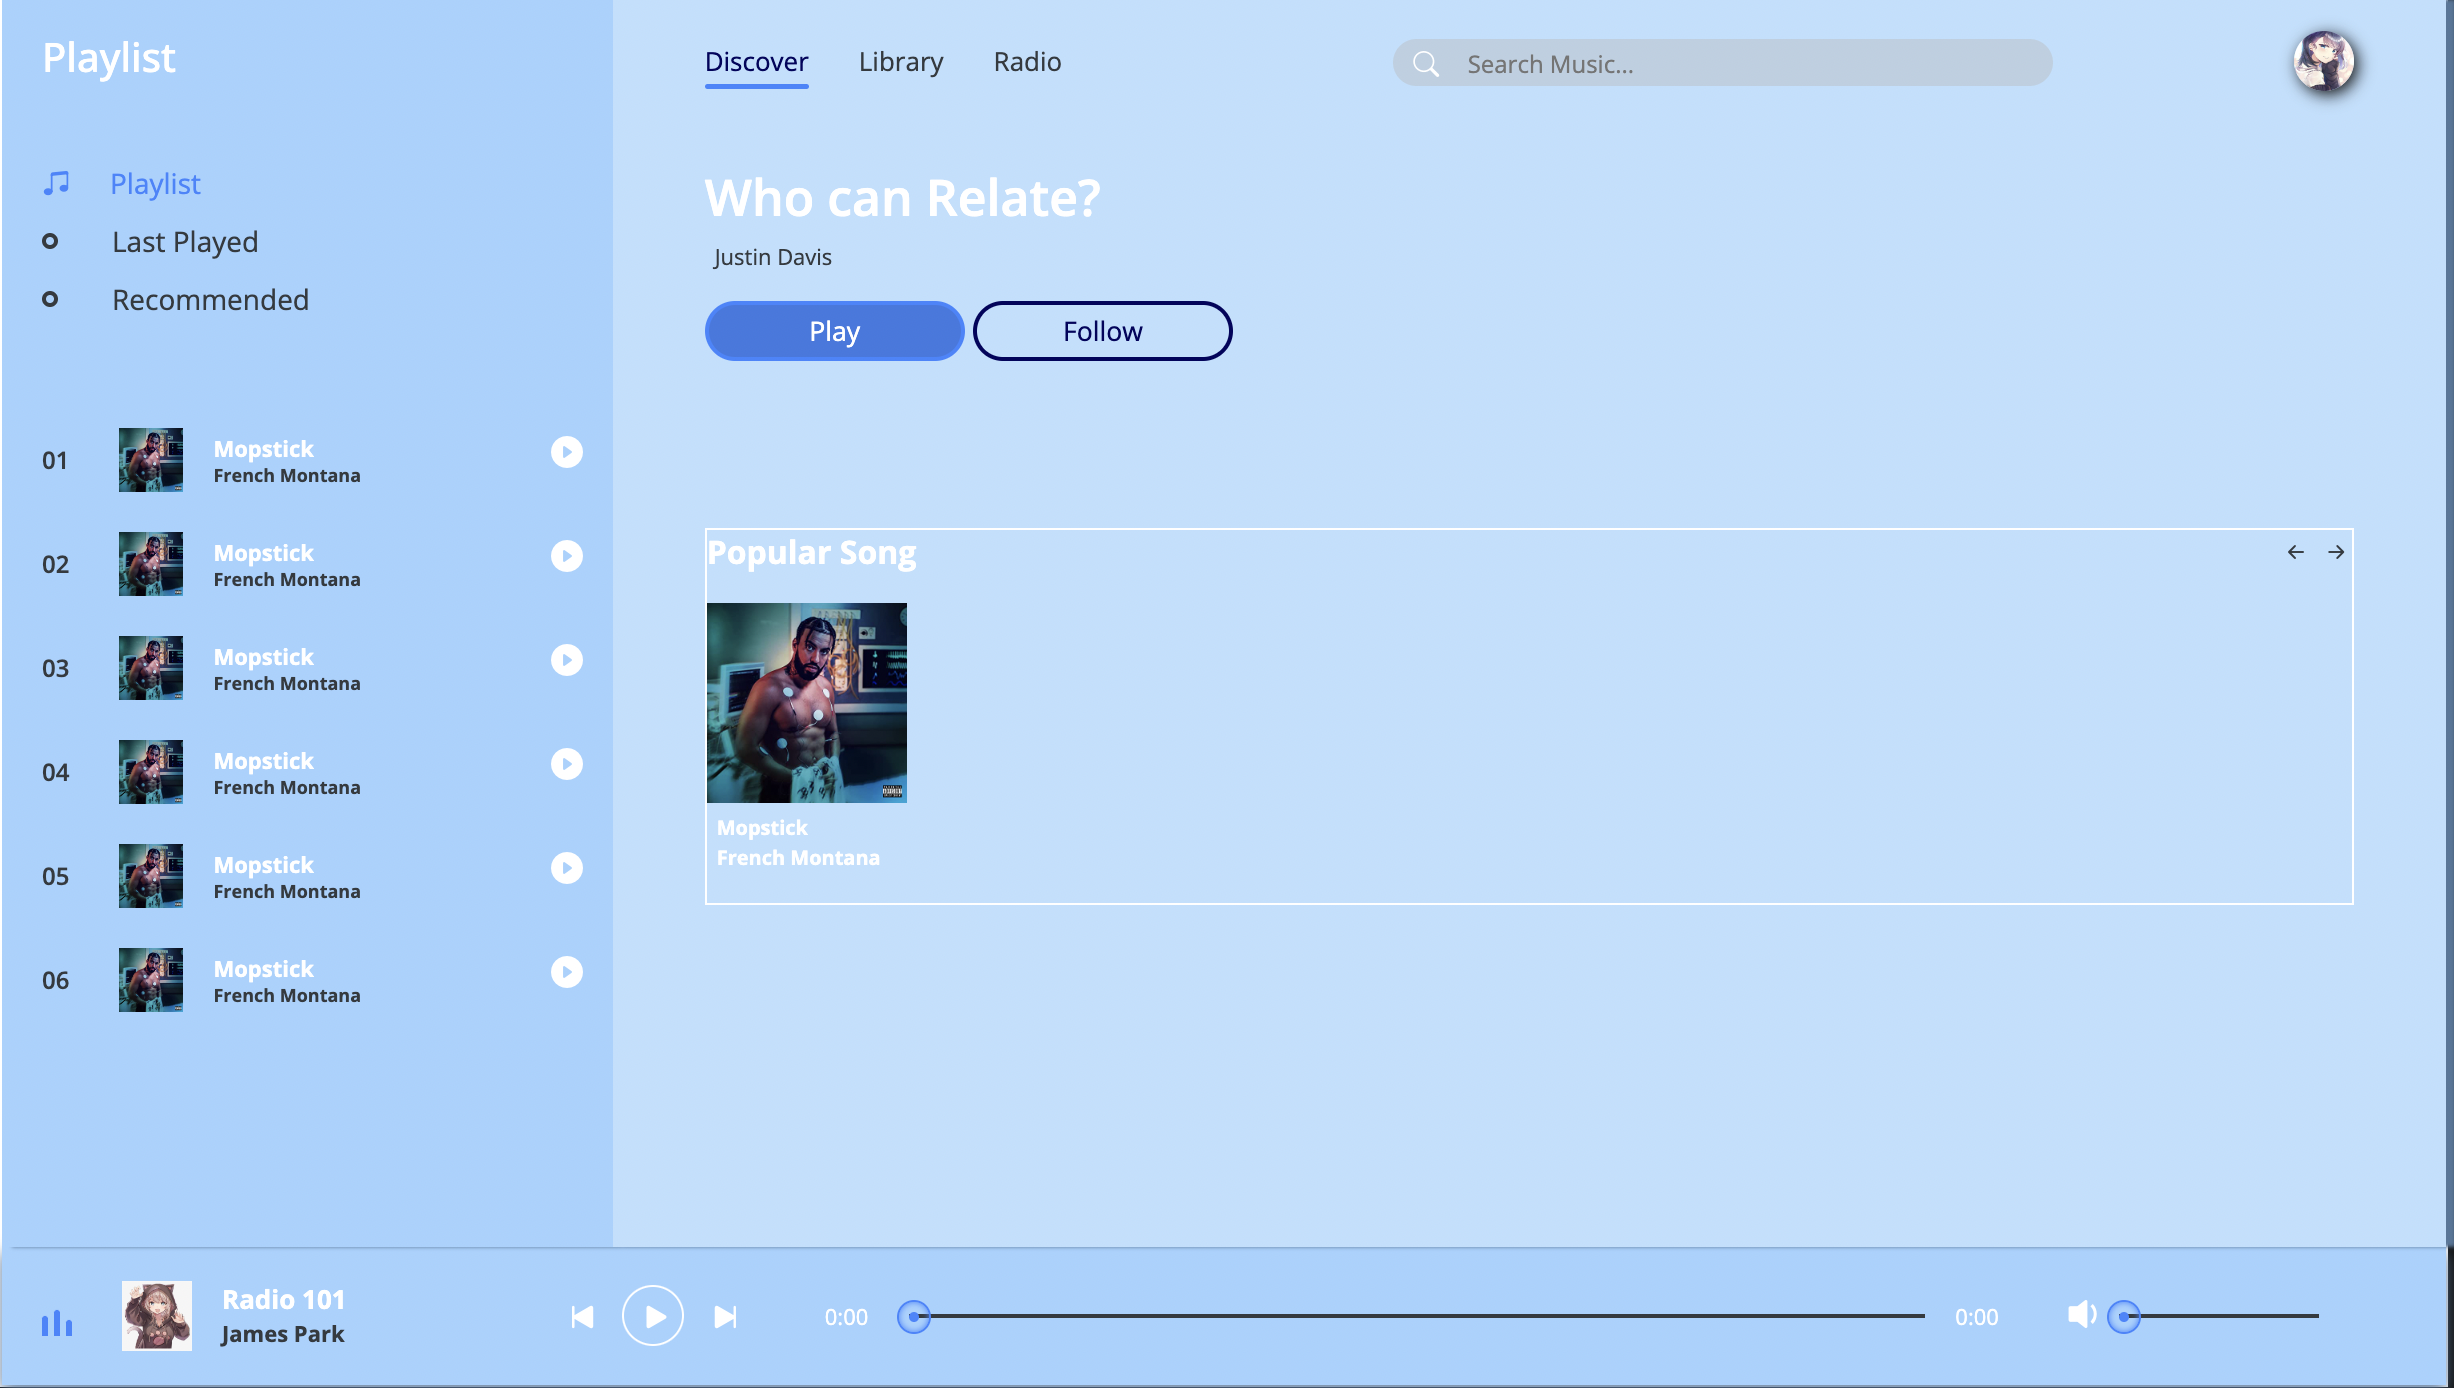 Playlist
Discover Library Radio
Search Music...
Playlist
Last Played
Recommended
Who can Relate?
Justin Davis
Play Follow
01 Mopstick
French Montana
02 Mopstick
French Montana
03 Mopstick
French Montana
04 Mopstick
French Montana
05 Mopstick
French Montana
06 Mopstick
French Montana
Popular Song
Mopstick
French Montana
Radio 101
James Park
0:00 0:00